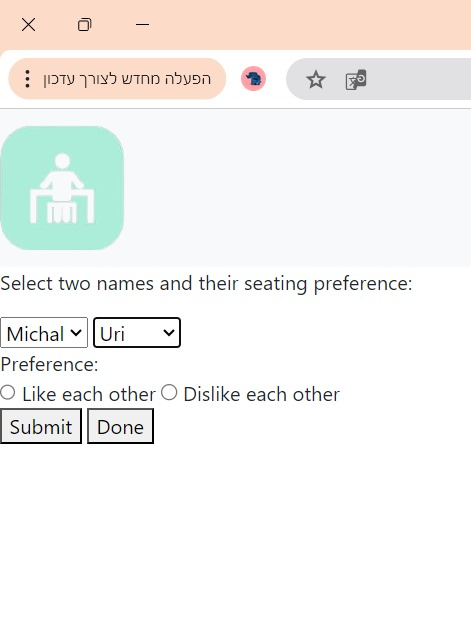 הפעלה מחדש לצורך עדכון
Select two names and their seating preference:
Michal Uri
Preference:
Like each other Dislike each other
Submit Done